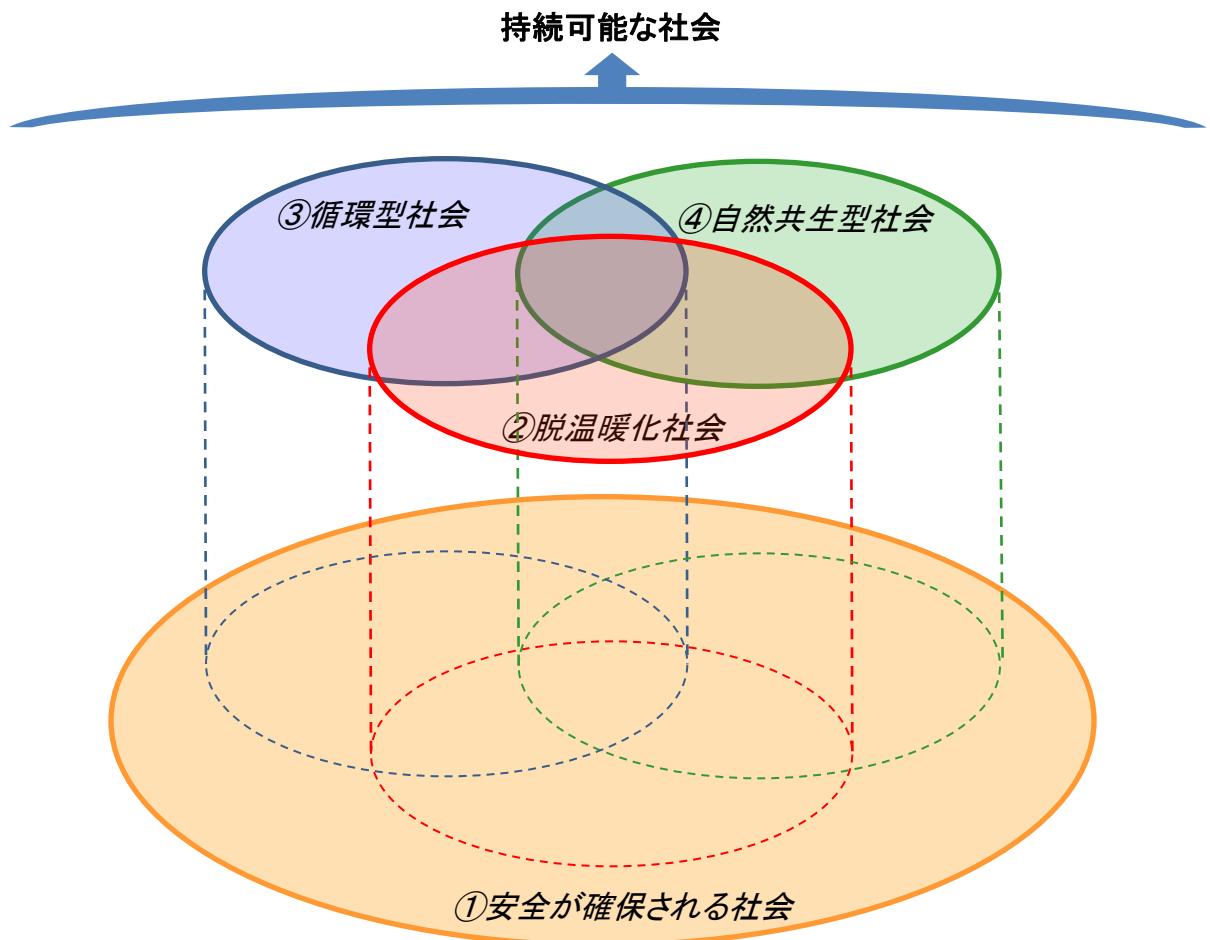 持続可能な社会
③循環型社会
④自然共生型社会
②脱温暖化社会
①安全が確保される社会